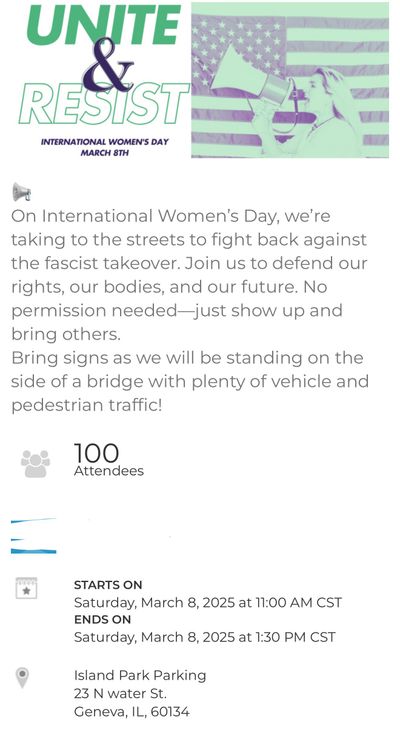 UNITE
&
RESIST
INTERNATIONAL WOMEN'S DAY
MARCH 8TH
On International Women's Day, we're
taking to the streets to fight back against
the fascist takeover. Join us to defend our
rights, our bodies, and our future. No
permission needed—just show up and
bring others.
Bring signs as we will be standing on the
side of a bridge with plenty of vehicle and
pedestrian traffic!
100
Attendees
STARTS ON
Saturday, March 8, 2025 at 11:00 AM CST
ENDS ON
Saturday, March 8, 2025 at 1:30 PM CST
Island Park Parking
23 N water St.
Geneva, IL, 60134